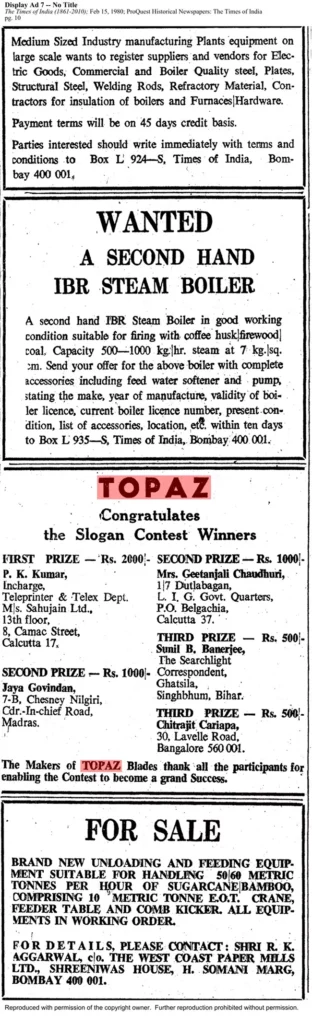 Display Ad 7 -- No Title
The Times of India (1861-2010); Feb 15, 1980; ProQuest Historical Newspapers: The Times of India
pg. 10
Medium Sized Industry manufacturing Plants equipment on
large scale wants to register suppliers and vendors for Elec-
tric Goods, Commercial and Boiler Quality steel, Plates,
Structural Steel, Welding Rods, Refractory Material, Con-
tractors for insulation of boilers and Furnaces|Hardware.
Payment terms will be on 45 days credit basis.
Parties interested should write immediately with terms and
conditions to Box L 924—S, Times of India, Bom-
bay 400 001.
WANTED
A SECOND HAND
IBR STEAM BOILER
A second hand IBR Steam Boiler in good working
condition suitable for firing with coffee husk|firewood|
coal. Capacity 500—1000 kg.|hr. steam at 7 kg.|sq.
cm. Send your offer for the above boiler with complete
accessories including feed water softener and pump,
stating the make, year of manufacture, validity of boi-
ler licence, current boiler licence number, present con-
dition, list of accessories, location, etc. within ten days
to Box L 935—S, Times of India, Bombay 400 001.
TOPAZ
Congratulates
the Slogan Contest Winners
FIRST PRIZE — Rs. 2000|-
P. K. Kumar,
Incharge,
Teleprinter & Telex Dept.
M|s. Sahujain Ltd.,
13th floor,
8, Camac Street,
Calcutta 17.
SECOND PRIZE — Rs. 1000|-
Jaya Govindan,
7-B, Chesney Nilgiri,
Cdr.-In-chief Road,
Madras.
SECOND PRIZE — Rs. 1000|-
Mrs. Geetanjali Chaudhuri,
1|7 Dutlabagan,
L. I. G. Govt. Quarters,
P.O. Belgachia,
Calcutta 37.
THIRD PRIZE — Rs. 500|-
Sunil B, Banerjee,
The Searchlight
Correspondent,
Ghatsila,
Singhbhum, Bihar.
THIRD PRIZE — Rs. 500|-
Chitrajit Cariapa,
30, Lavelle Road,
Bangalore 560 001.
The Makers of TOPAZ Blades thank all the participants for
enabling the Contest to become a grand Success.
FOR SALE
BRAND NEW UNLOADING AND FEEDING EQUIP-
MENT SUITABLE FOR HANDLING 50|60 METRIC
TONNES PER HOUR OF SUGARCANE|BAMBOO,
COMPRISING 10 METRIC TONNE E.O.T. CRANE,
FEEDER TABLE AND COMB KICKER. ALL EQUIP-
MENTS IN WORKING ORDER.
FOR DETAILS, PLEASE CONTACT: SHRI R. K.
AGGARWAL, c|o. THE WEST COAST PAPER MILLS
LTD., SHREENIWAS HOUSE, H. SOMANI MARG,
BOMBAY 400 001.
Reproduced with permission of the copyright owner. Further reproduction prohibited without permission.